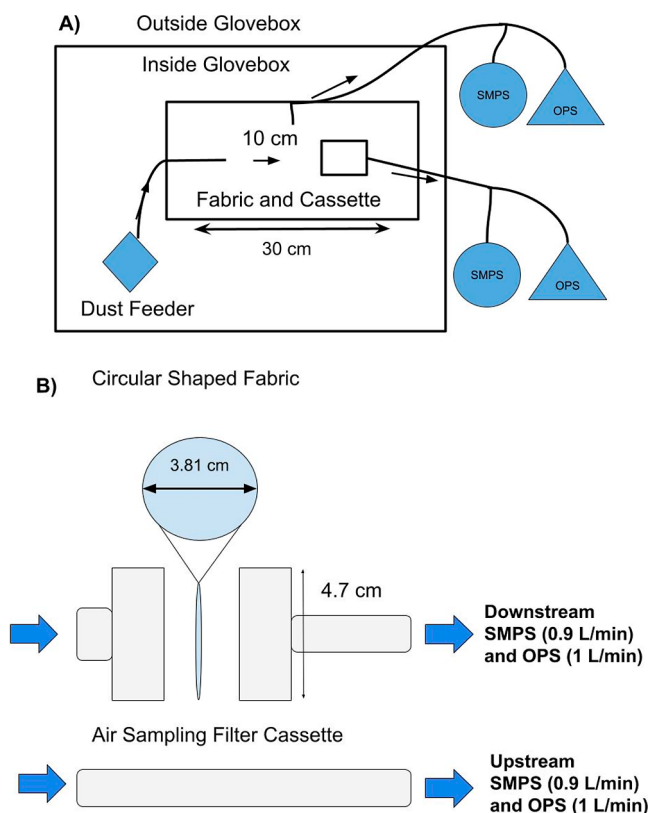 A)
Outside Glovebox
Inside Glovebox
SMPS
OPS
10 cm
Fabric and Cassette
30 cm
SMPS
OPS
Dust Feeder
B)
Circular Shaped Fabric
3.81 cm
4.7 cm
Downstream
SMPS (0.9 L/min)
and OPS (1 L/min)
Air Sampling Filter Cassette
Upstream
SMPS (0.9 L/min)
and OPS (1 L/min)